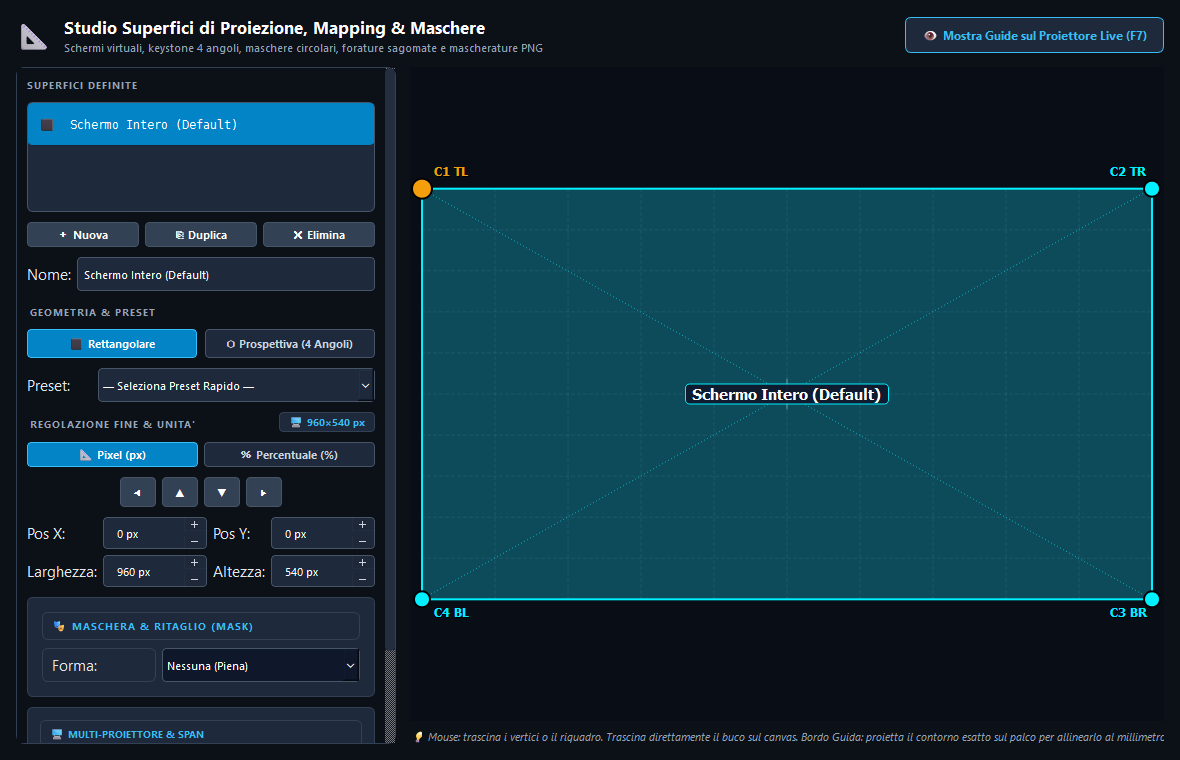 Studio Superfici di Proiezione, Mapping & Maschere
Schermi virtuali, keystone 4 angoli, maschere circolari, forature sagomate e mascherature PNG
Mostra Guide sul Proiettore Live (F7)
SUPERFICI DEFINITE
Schermo Intero (Default)
+ Nuova
Duplica
Elimina
Nome: Schermo Intero (Default)
GEOMETRIA & PRESET
Rettangolare
Prospettiva (4 Angoli)
Preset: — Seleziona Preset Rapido —
REGOLAZIONE FINE & UNITA'
960×540 px
Pixel (px)
% Percentuale (%)
Pos X: 0 px
Pos Y: 0 px
Larghezza: 960 px
Altezza: 540 px
MASCHERA & RITAGLIO (MASK)
Forma: Nessuna (Piena)
MULTI-PROIETTORE & SPAN
C1 TL
C2 TR
Schermo Intero (Default)
C4 BL
C3 BR
Mouse: trascina i vertici o il riquadro. Trascina direttamente il buco sul canvas. Bordo Guida: proietta il contorno esatto sul palco per allinearlo al millimetrc